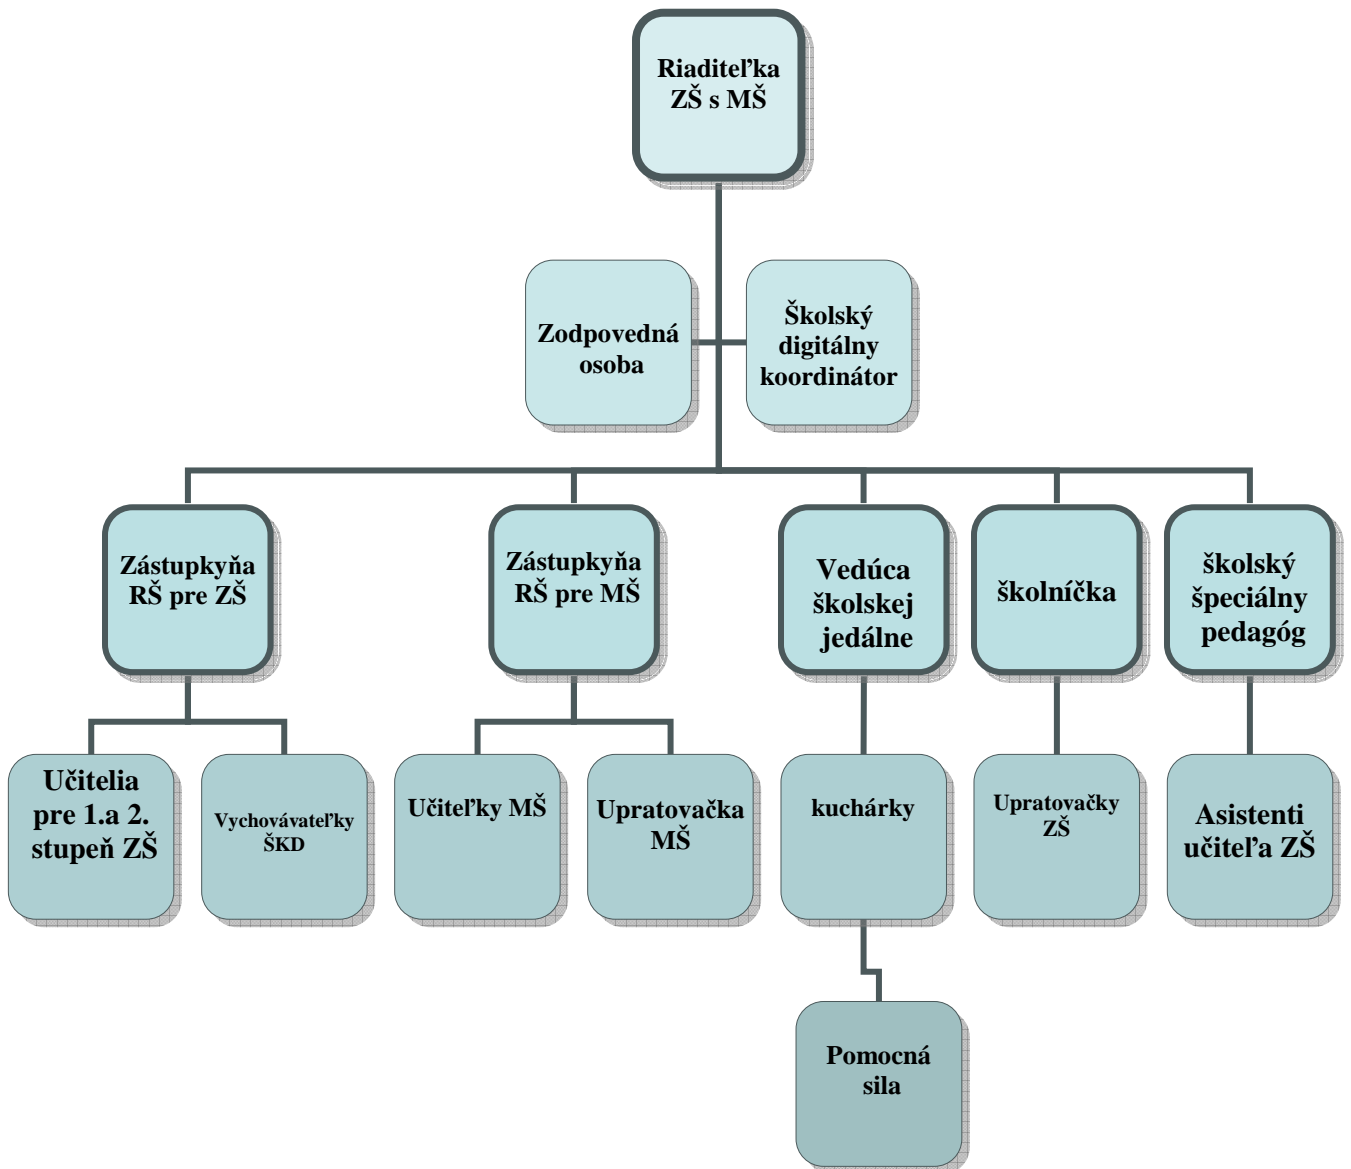 Riaditeľka
ZŠ s MŠ
Zodpovedná
osoba
Školský
digitálny
koordinátor
Zástupkyňa
RŠ pre ZŠ
Zástupkyňa
RŠ pre MŠ
Vedúca
školskej
jedálne
školníčka
školský
špeciálny
pedagóg
Učitelia
pre 1.a 2.
stupeň ZŠ
Vychovávateľky
ŠKD
Učiteľky MŠ
Upratovačka
MŠ
kuchárky
Upratovačky
ZŠ
Asistenti
učiteľa ZŠ
Pomocná
sila